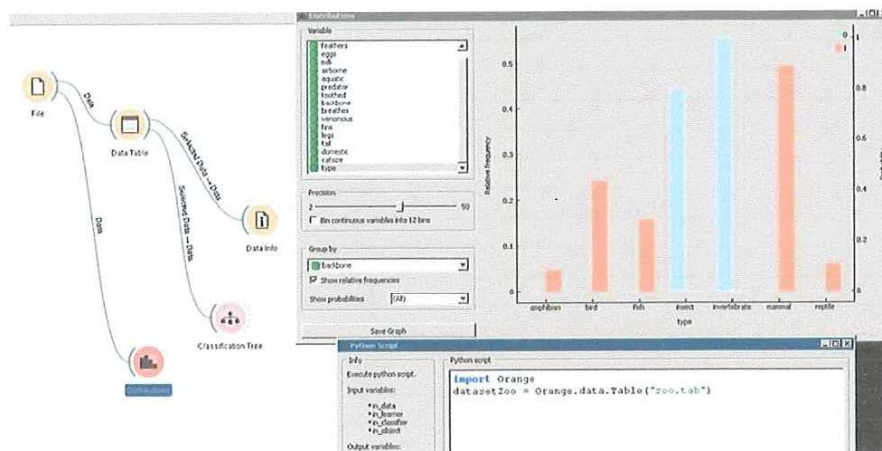 File
Data
Data Table
Selected Data → Data
Selected Data → Data
Data
Data Info
Classification Tree
Distributions
Distributions
Variable
feathers
eggs
milk
airborne
aquatic
predator
toothed
backbone
breathes
venomous
fins
legs
tail
domestic
catsize
type
Precision
2
50
Bin continuous variables into 12 bins
Group by
backbone
Show relative frequencies
Show probabilities
(All)
Save Graph
Relative frequency
0.5
0.4
0.3
0.2
0.1
0
0
1
1
0.8
0.6
0.4
0.2
0
amphibian
bird
fish
insect
invertebrate
mammal
reptile
type
Python Script
Info
Execute python script.
Input variables:
• in_data
• in_learner
• in_classifier
• in_object
Output variables:
Python script
import Orange
datasetZoo = Orange.data.Table("zoo.tab")